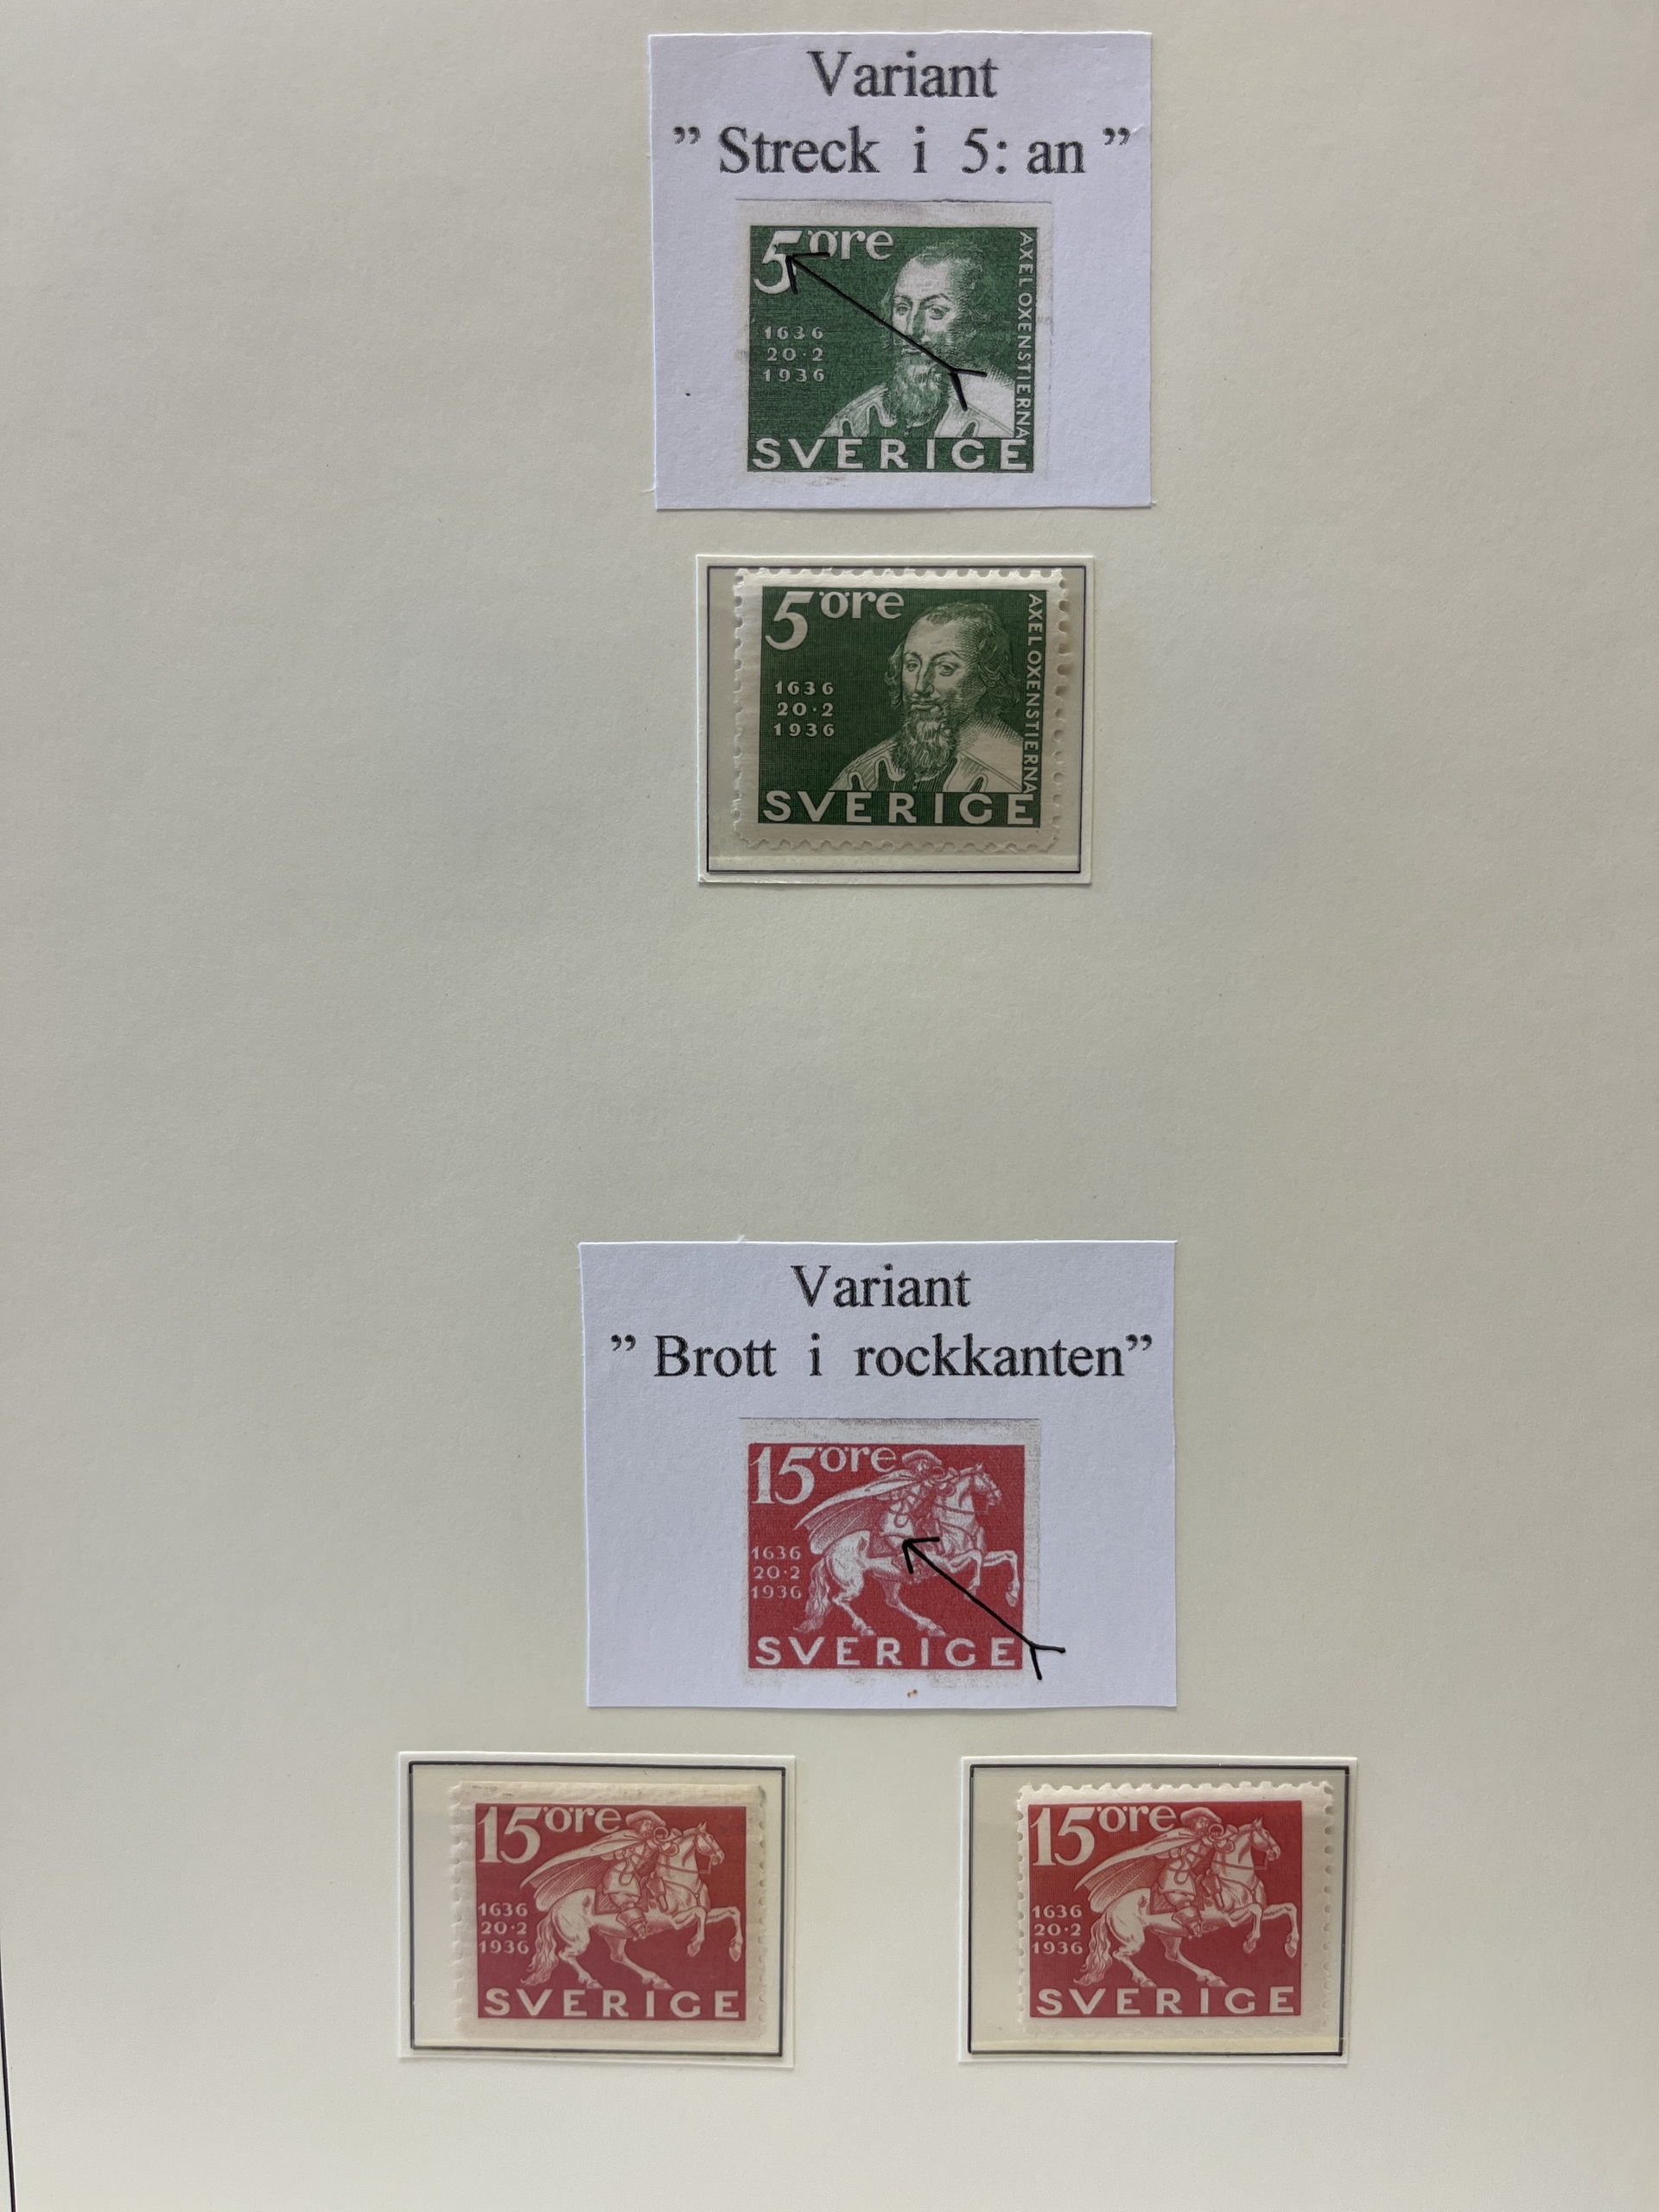 Variant
” Streck i 5: an ”
5 öre
AXEL OXENSTIERNA
1636
20·2
1936
SVERIGE
5 öre
AXEL OXENSTIERNA
1636
20·2
1936
SVERIGE
Variant
” Brott i rockkanten”
15 öre
1636
20·2
1936
SVERIGE
15 öre
1636
20·2
1936
SVERIGE
15 öre
1636
20·2
1936
SVERIGE